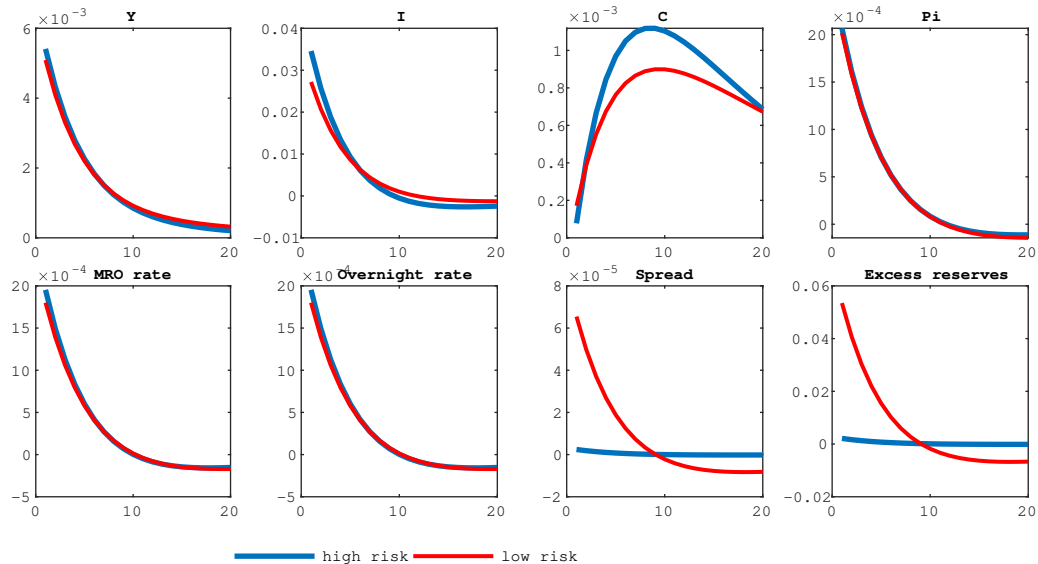 ×10⁻³ Y I ×10⁻³ C ×10⁻⁴ Pi
6 0.04 1 20
4 0.03 0.8 15
0.02 0.6 10
2 0.01 0.4 5
0 0.2 0
0 -0.01 0
0 10 20 0 10 20 0 10 20 0 10 20
×10⁻⁴ MRO rate ×10⁻⁴ Overnight rate ×10⁻⁵ Spread Excess reserves
20 20 8 0.06
15 15 6 0.04
10 10 4 0.02
5 5 2
0 0 0 0
-5 -5 -2 -0.02
0 10 20 0 10 20 0 10 20 0 10 20
high risk low risk